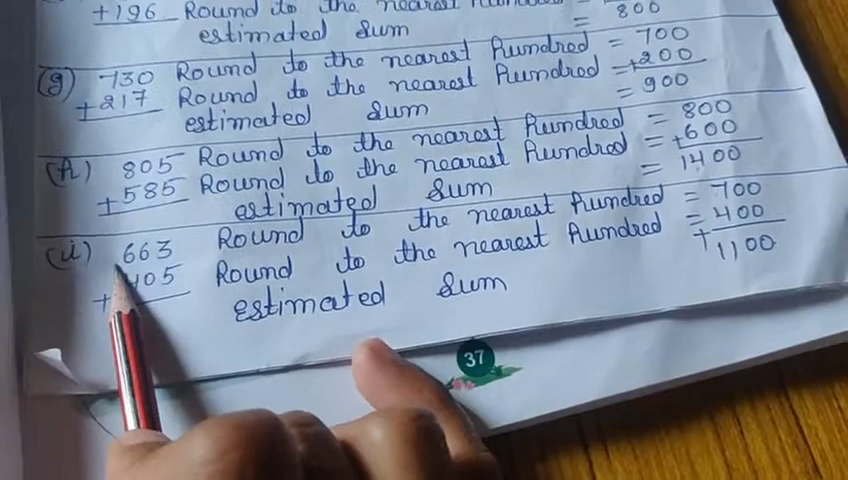 +196 Round to the nearest
estimated Sum = 800
(g) 730 Round to the nearest Hundred = 700
+217 Round to the nearest Hundred = +200
estimated Sum = 900
(h) 805 Round to the nearest Hundred = 800
+585 Round to the nearest Hundred = +600
estimated Sum = 1400
(i) 663 Round to the nearest Hundred = 700
+405 Round to the nearest Hundred = +400
estimated Sum 1100
37